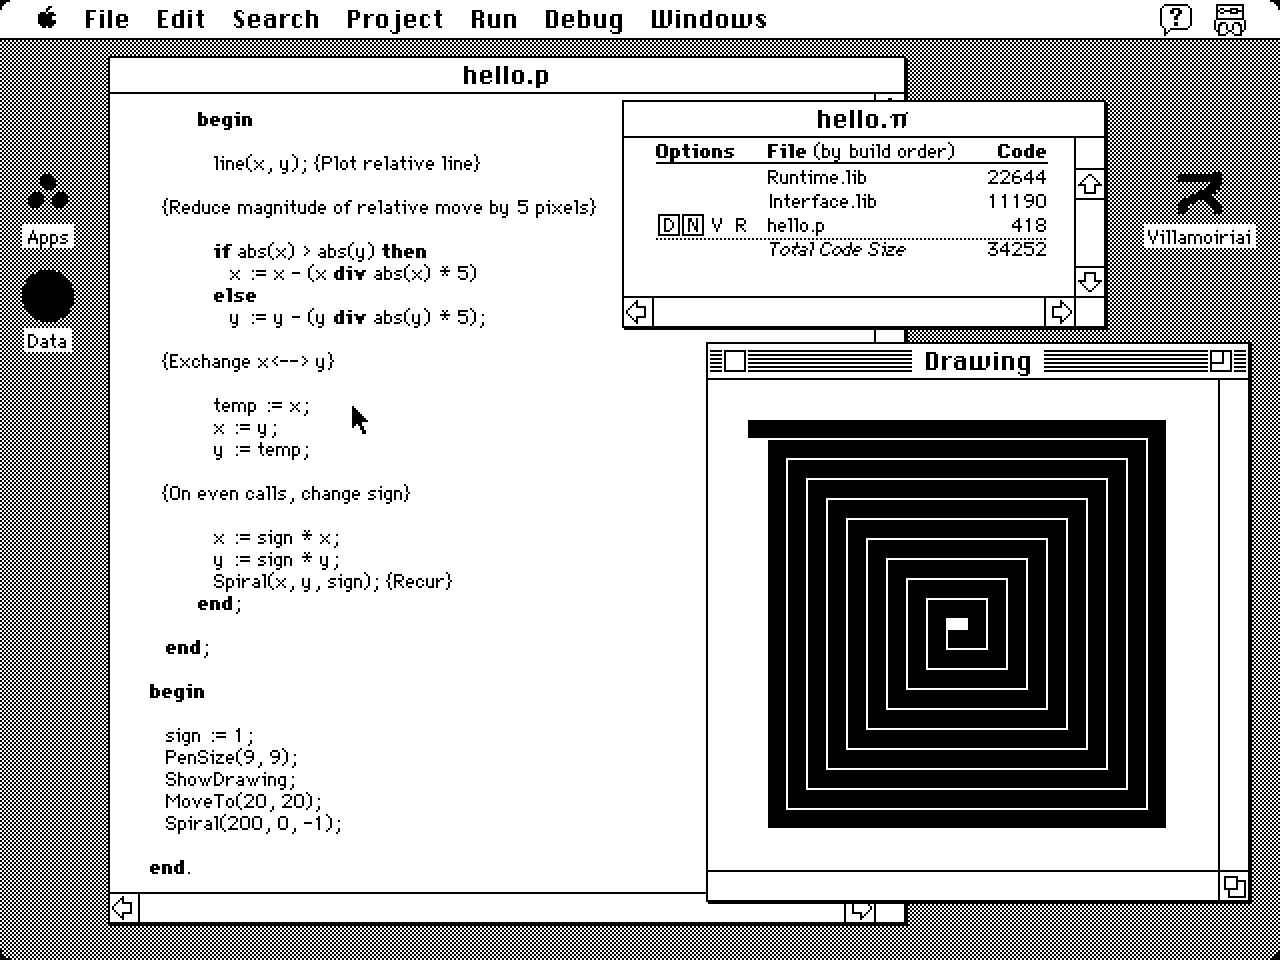 File Edit Search Project Run Debug Windows
hello.p
begin
line(x, y); {Plot relative line}
{Reduce magnitude of relative move by 5 pixels}
if abs(x) > abs(y) then
x := x - (x div abs(x) * 5)
else
y := y - (y div abs(y) * 5);
{Exchange x<--> y}
temp := x;
x := y;
y := temp;
{On even calls, change sign}
x := sign * x;
y := sign * y;
Spiral(x, y, sign); {Recur}
end;
end;
begin
sign := 1;
PenSize(9, 9);
ShowDrawing;
MoveTo(20, 20);
Spiral(200, 0, -1);
end.
hello.π
Options File (by build order) Code
Runtime.lib 22644
Interface.lib 11190
D N V R hello.p 418
Total Code Size 34252
Drawing
Apps
Data
Villamoiriai